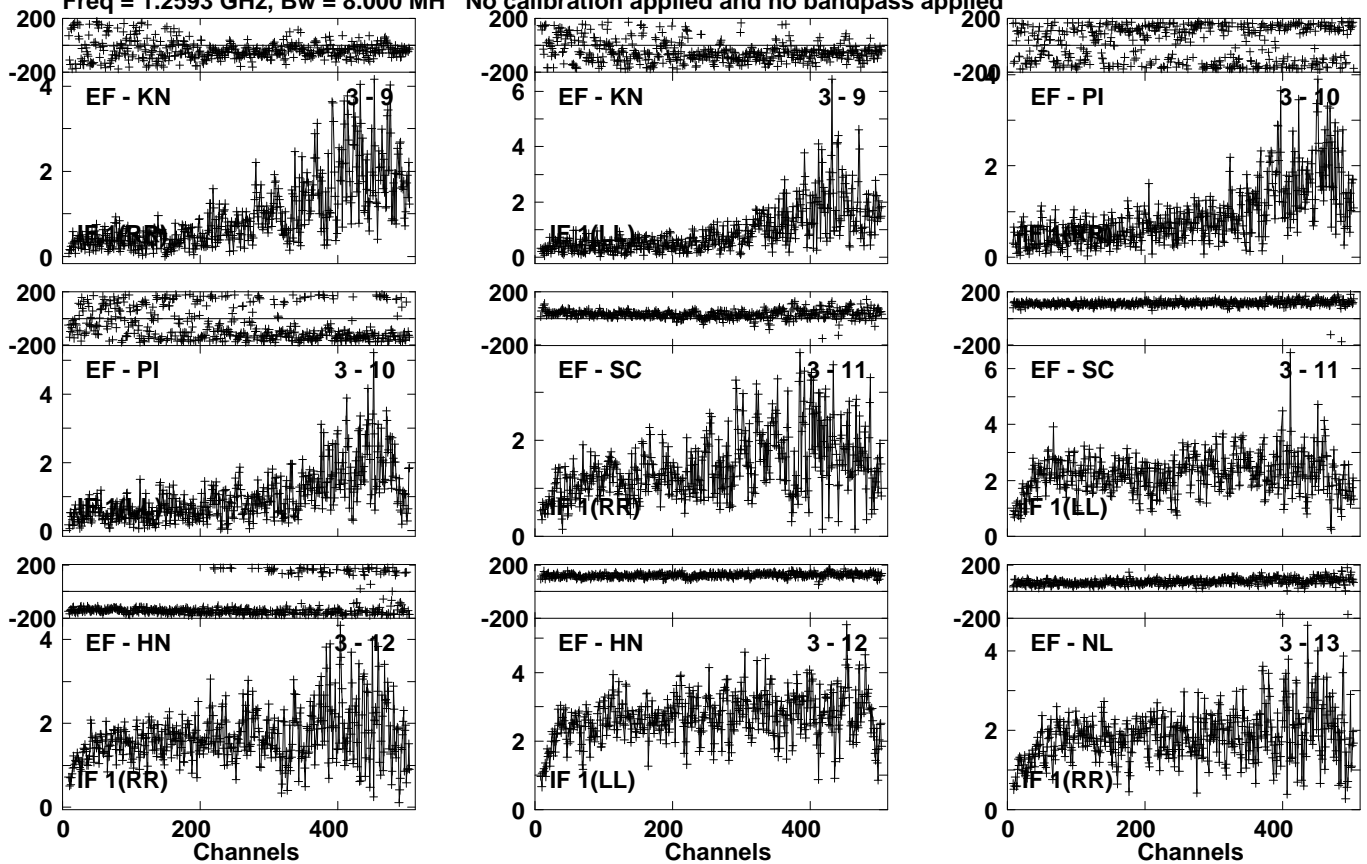 Freq = 1.2593 GHz, Bw = 8.000 MH No calibration applied and no bandpass applied
200 200 200
-200 -200 -200
4 EF - KN 3 - 9 6 EF - KN 3 - 9 4 EF - PI 3 - 10
2 4 2
0 IF 1(RR) 2 0
0 IF 1(LL) IF 1(RR)
200 200 200
-200 -200 -200
EF - PI 3 - 10 EF - SC 3 - 11 6 EF - SC 3 - 11
4 2 4
2 0 2
0 IF 1(LL) IF 1(RR) 0 IF 1(LL)
200 200 200
-200 -200 -200
4 EF - HN 3 - 12 EF - HN 3 - 12 4 EF - NL 3 - 13
2 4 2
0 IF 1(RR) 2 0 IF 1(RR)
0 IF 1(LL)
0 200 400 0 200 400 0 200 400
Channels Channels Channels